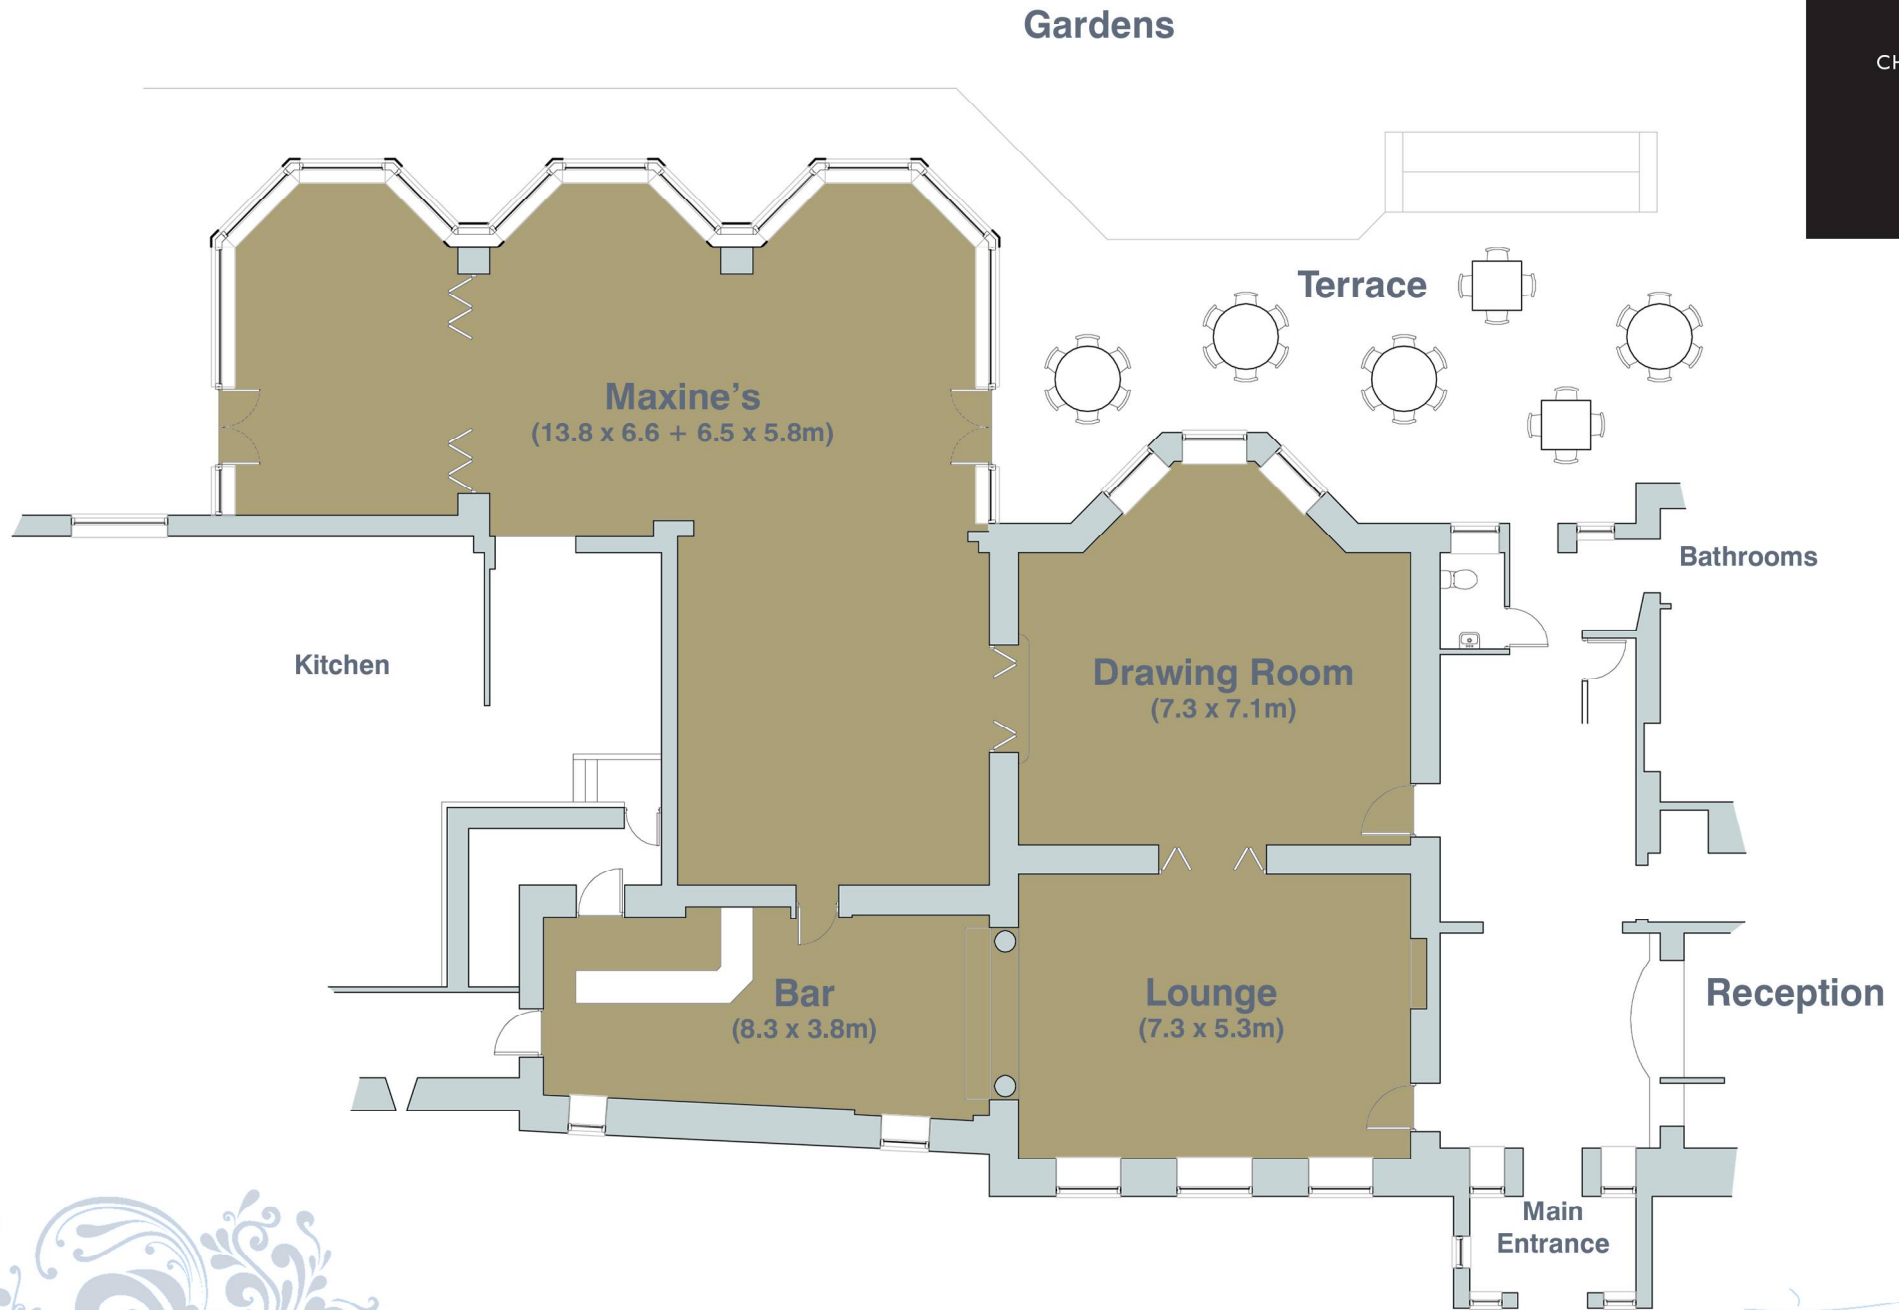 Gardens
CH
Terrace
Maxine's
(13.8 x 6.6 + 6.5 x 5.8m)
Bathrooms
Kitchen
Drawing Room
(7.3 x 7.1m)
Bar
(8.3 x 3.8m)
Lounge
(7.3 x 5.3m)
Reception
Main
Entrance